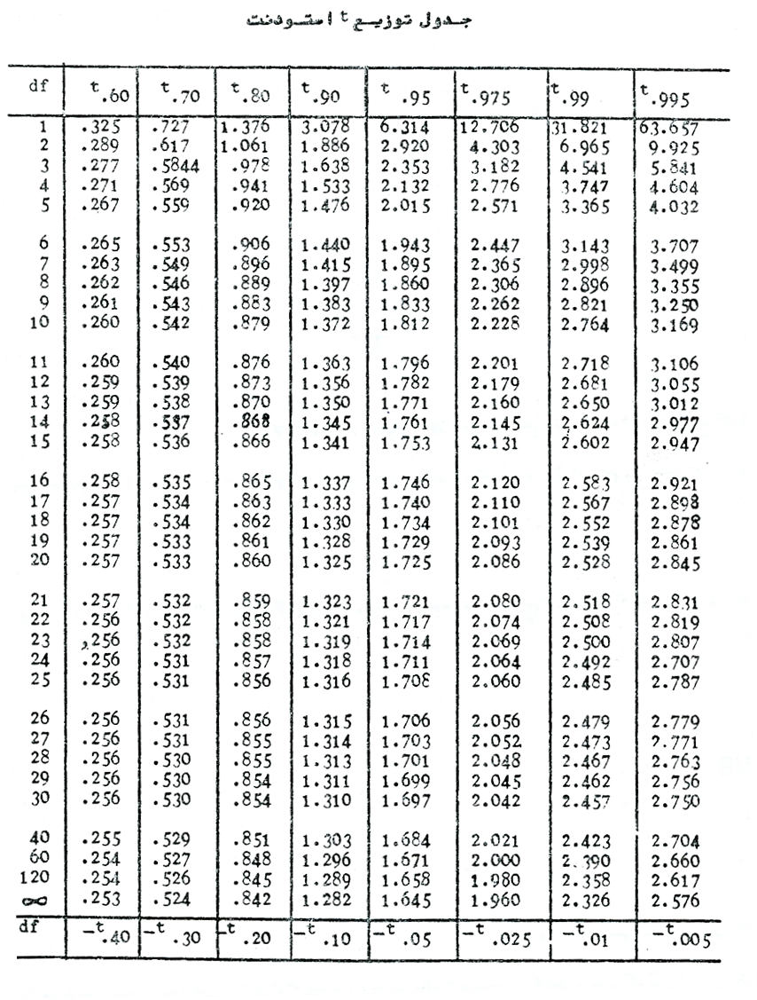 جدول توزیع t استودنت
df t.60 t.70 t.80 t.90 t.95 t.975 t.99 t.995
1 .325 .727 1.376 3.078 6.314 12.706 31.821 63.657
2 .289 .617 1.061 1.886 2.920 4.303 6.965 9.925
3 .277 .5844 .978 1.638 2.353 3.182 4.541 5.841
4 .271 .569 .941 1.533 2.132 2.776 3.747 4.604
5 .267 .559 .920 1.476 2.015 2.571 3.365 4.032
6 .265 .553 .906 1.440 1.943 2.447 3.143 3.707
7 .263 .549 .896 1.415 1.895 2.365 2.998 3.499
8 .262 .546 .889 1.397 1.860 2.306 2.896 3.355
9 .261 .543 .883 1.383 1.833 2.262 2.821 3.250
10 .260 .542 .879 1.372 1.812 2.228 2.764 3.169
11 .260 .540 .876 1.363 1.796 2.201 2.718 3.106
12 .259 .539 .873 1.356 1.782 2.179 2.681 3.055
13 .259 .538 .870 1.350 1.771 2.160 2.650 3.012
14 .258 .537 .868 1.345 1.761 2.145 2.624 2.977
15 .258 .536 .866 1.341 1.753 2.131 2.602 2.947
16 .258 .535 .865 1.337 1.746 2.120 2.583 2.921
17 .257 .534 .863 1.333 1.740 2.110 2.567 2.898
18 .257 .534 .862 1.330 1.734 2.101 2.552 2.878
19 .257 .533 .861 1.328 1.729 2.093 2.539 2.861
20 .257 .533 .860 1.325 1.725 2.086 2.528 2.845
21 .257 .532 .859 1.323 1.721 2.080 2.518 2.831
22 .256 .532 .858 1.321 1.717 2.074 2.508 2.819
23 .256 .532 .858 1.319 1.714 2.069 2.500 2.807
24 .256 .531 .857 1.318 1.711 2.064 2.492 2.707
25 .256 .531 .856 1.316 1.708 2.060 2.485 2.787
26 .256 .531 .856 1.315 1.706 2.056 2.479 2.779
27 .256 .531 .855 1.314 1.703 2.052 2.473 2.771
28 .256 .530 .855 1.313 1.701 2.048 2.467 2.763
29 .256 .530 .854 1.311 1.699 2.045 2.462 2.756
30 .256 .530 .854 1.310 1.697 2.042 2.457 2.750
40 .255 .529 .851 1.303 1.684 2.021 2.423 2.704
60 .254 .527 .848 1.296 1.671 2.000 2.390 2.660
120 .254 .526 .845 1.289 1.658 1.980 2.358 2.617
∞ .253 .524 .842 1.282 1.645 1.960 2.326 2.576
df -t.40 -t.30 -t.20 -t.10 -t.05 -t.025 -t.01 -t.005